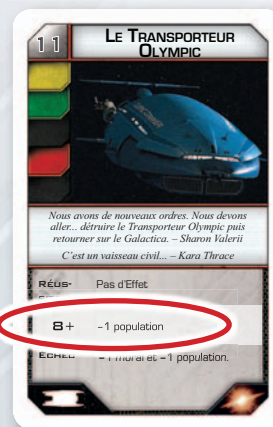 11
LE TRANSPORTEUR
OLYMPIC
Nous avons de nouveaux ordres. Nous devons
aller... détruire le Transporteur Olympic puis
retourner sur le Galactica. – Sharon Valerii
C'est un vaisseau civil... – Kara Thrace
RÉUS- Pas d'Effet
8+ -1 population
ÉCHEC -1 moral et -1 population.